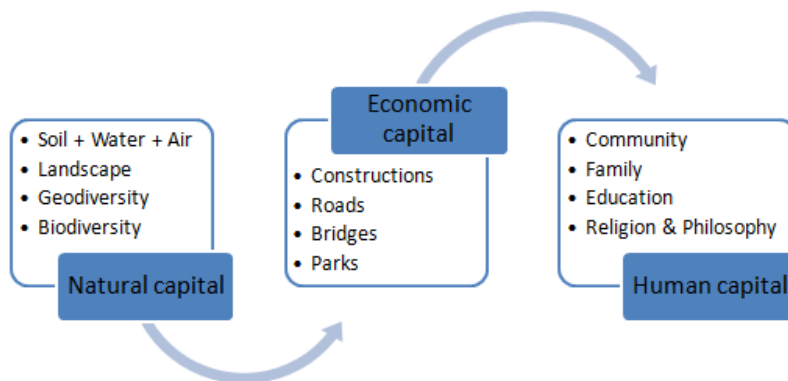 • Soil + Water + Air
• Landscape
• Geodiversity
• Biodiversity
Natural capital
Economic
capital
• Constructions
• Roads
• Bridges
• Parks
• Community
• Family
• Education
• Religion & Philosophy
Human capital